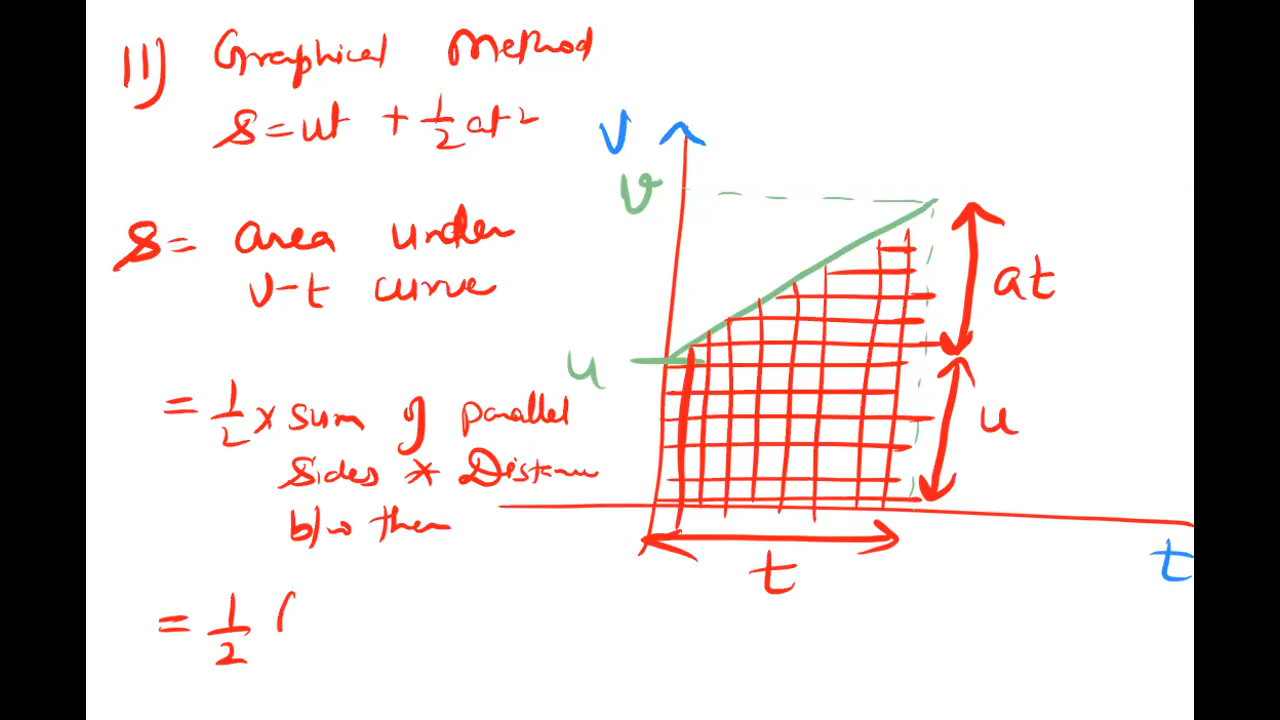 11) Graphical Method
S = ut + 1/2 at2
S = area under
v-t curve
= 1/2 × sum of parallel
Sides * Distance
b/w them
= 1/2 (
V
v
u
at
u
t
t